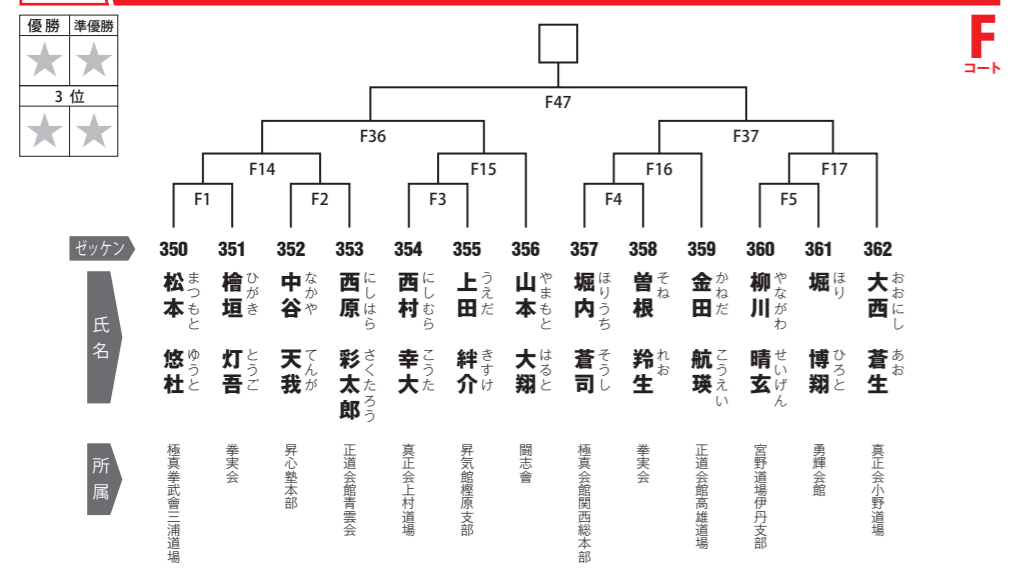 優勝 準優勝
3 位
F
コート
F47
F36 F37
F14 F15 F16 F17
F1 F2 F3 F4 F5
ゼッケン 350 351 352 353 354 355 356 357 358 359 360 361 362
氏名
松本 悠杜 まつもと ゆうと
檜垣 灯吾 ひがき とうご
中谷 天我 なかや てんが
西原 彩太郎 にしはら さくたろう
西村 幸大 にしむら こうた
上田 絆介 うえだ きすけ
山本 大翔 やまもと はると
堀内 蒼司 ほりうち そうし
曽根 羚生 そね れお
金田 航瑛 かねだ こうえい
柳川 晴玄 やながわ せいげん
堀 博翔 ほり ひろと
大西 蒼生 おおにし あお
所属
極真拳武會三浦道場
拳実会
昇心塾本部
正道会館青雲会
真正会上村道場
昇気館樫原支部
闘志會
極真会館関西総本部
拳実会
正道会館高雄道場
宮野道場伊丹支部
勇輝会館
真正会小野道場